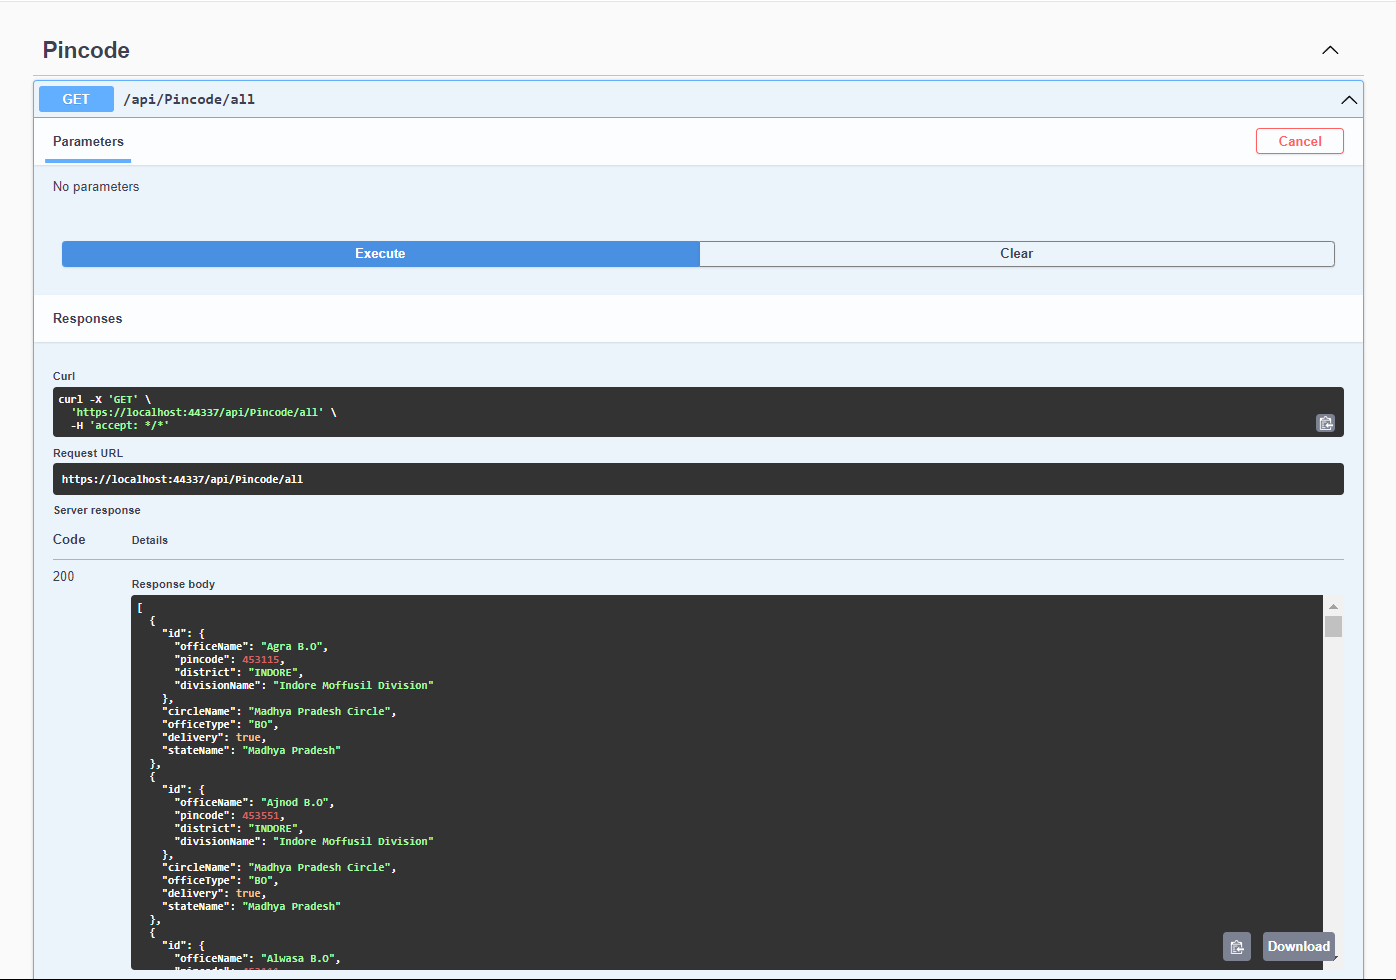 Pincode
GET /api/Pincode/all
Parameters Cancel
No parameters
Execute Clear
Responses
Curl
curl -X 'GET' \
  'https://localhost:44337/api/Pincode/all' \
  -H 'accept: */*'
Request URL
https://localhost:44337/api/Pincode/all
Server response
Code Details
200
Response body
[
  {
    "id": {
      "officeName": "Agra B.O",
      "pincode": 453115,
      "district": "INDORE",
      "divisionName": "Indore Moffusil Division"
    },
    "circleName": "Madhya Pradesh Circle",
    "officeType": "BO",
    "delivery": true,
    "stateName": "Madhya Pradesh"
  },
  {
    "id": {
      "officeName": "Ajnod B.O",
      "pincode": 453551,
      "district": "INDORE",
      "divisionName": "Indore Moffusil Division"
    },
    "circleName": "Madhya Pradesh Circle",
    "officeType": "BO",
    "delivery": true,
    "stateName": "Madhya Pradesh"
  },
  {
    "id": {
      "officeName": "Alwasa B.O",
Download